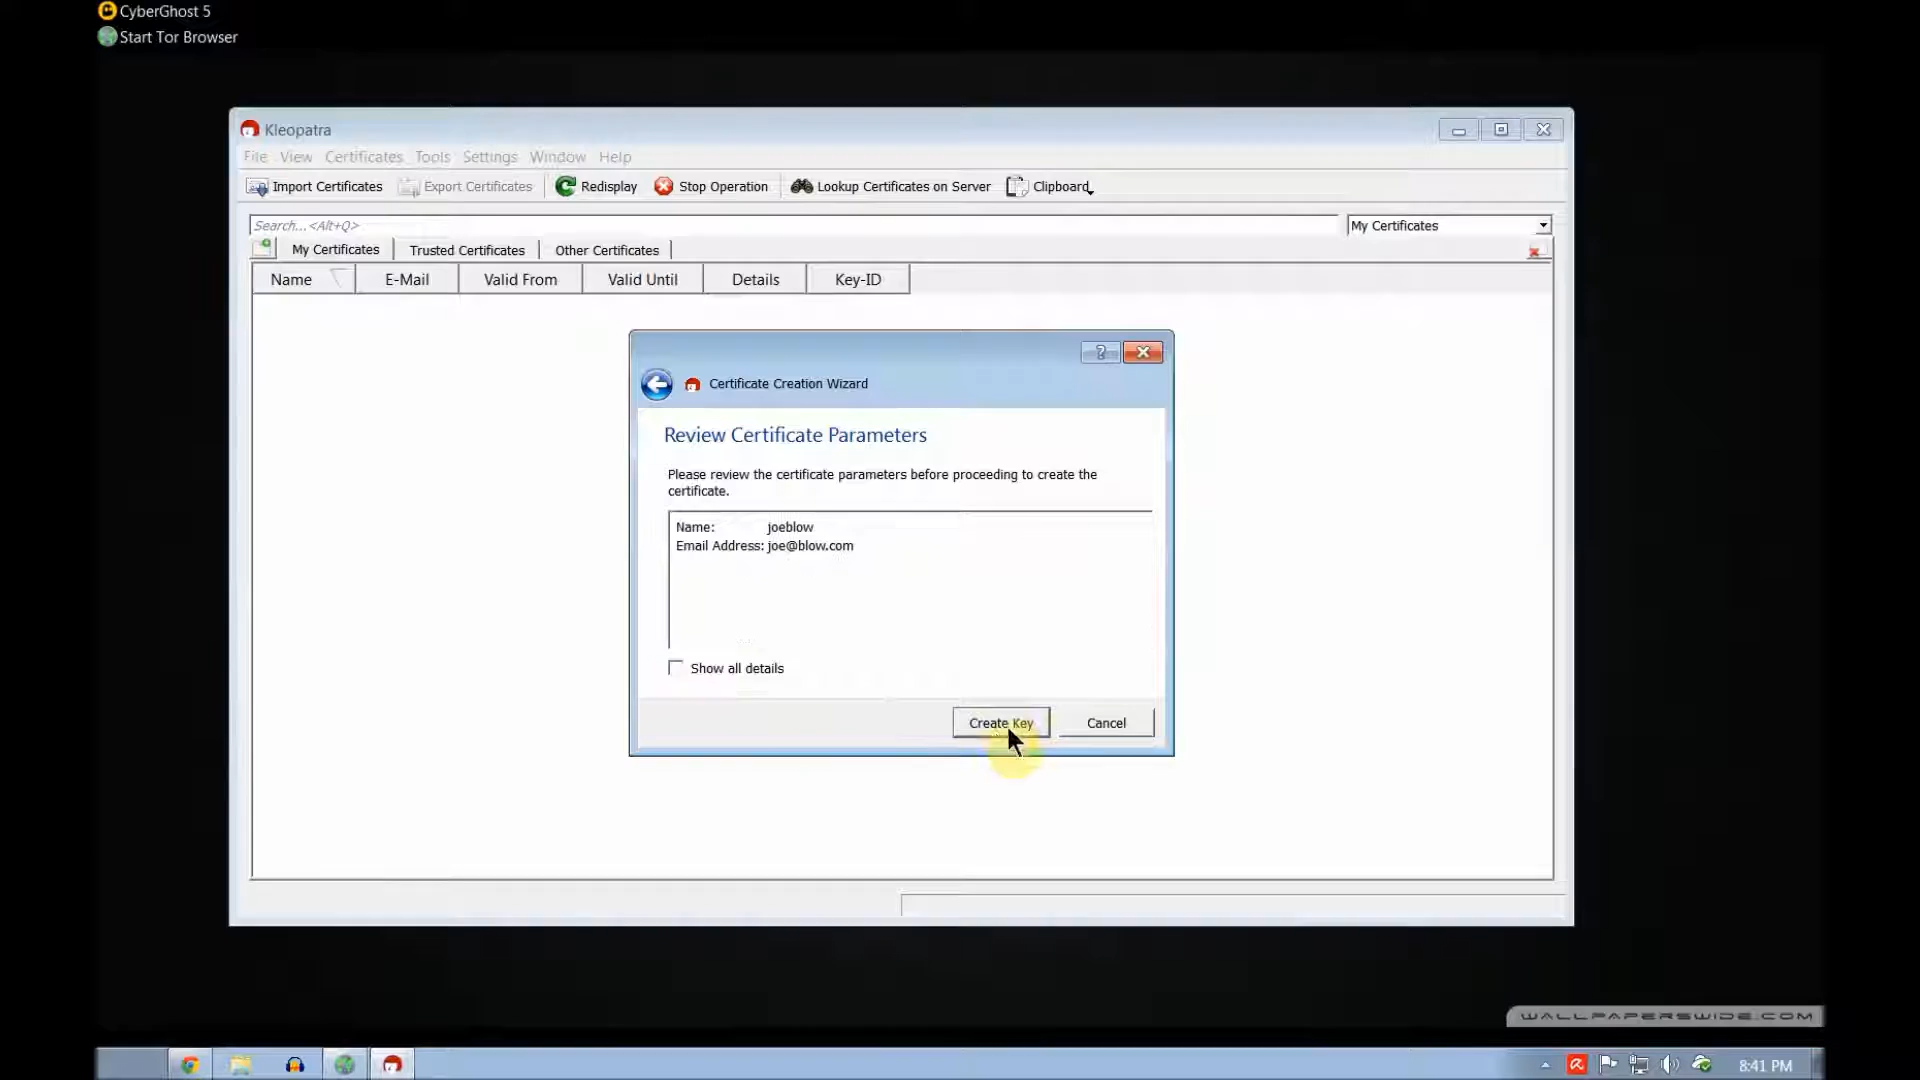 CyberGhost 5
Start Tor Browser
Kleopatra
File View Certificates Tools Settings Window Help
Import Certificates Export Certificates Redisplay Stop Operation Lookup Certificates on Server Clipboard
Search...<Alt+Q> My Certificates
My Certificates Trusted Certificates Other Certificates
Name E-Mail Valid From Valid Until Details Key-ID
?
Certificate Creation Wizard
Review Certificate Parameters
Please review the certificate parameters before proceeding to create the
certificate.
Name: joeblow
Email Address: joe@blow.com
Show all details
Create Key Cancel
WALLPAPERSWIDE.COM
8:41 PM